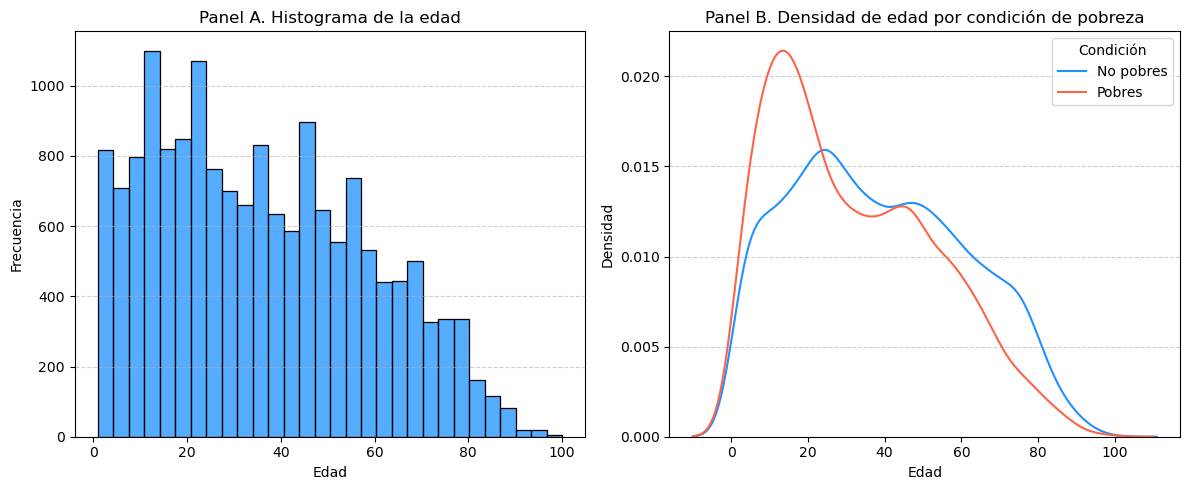 Panel A. Histograma de la edad
Frecuencia
1000
800
600
400
200
0
0 20 40 60 80 100
Edad
Panel B. Densidad de edad por condición de pobreza
Condición
No pobres
Pobres
Densidad
0.020
0.015
0.010
0.005
0.000
0 20 40 60 80 100
Edad